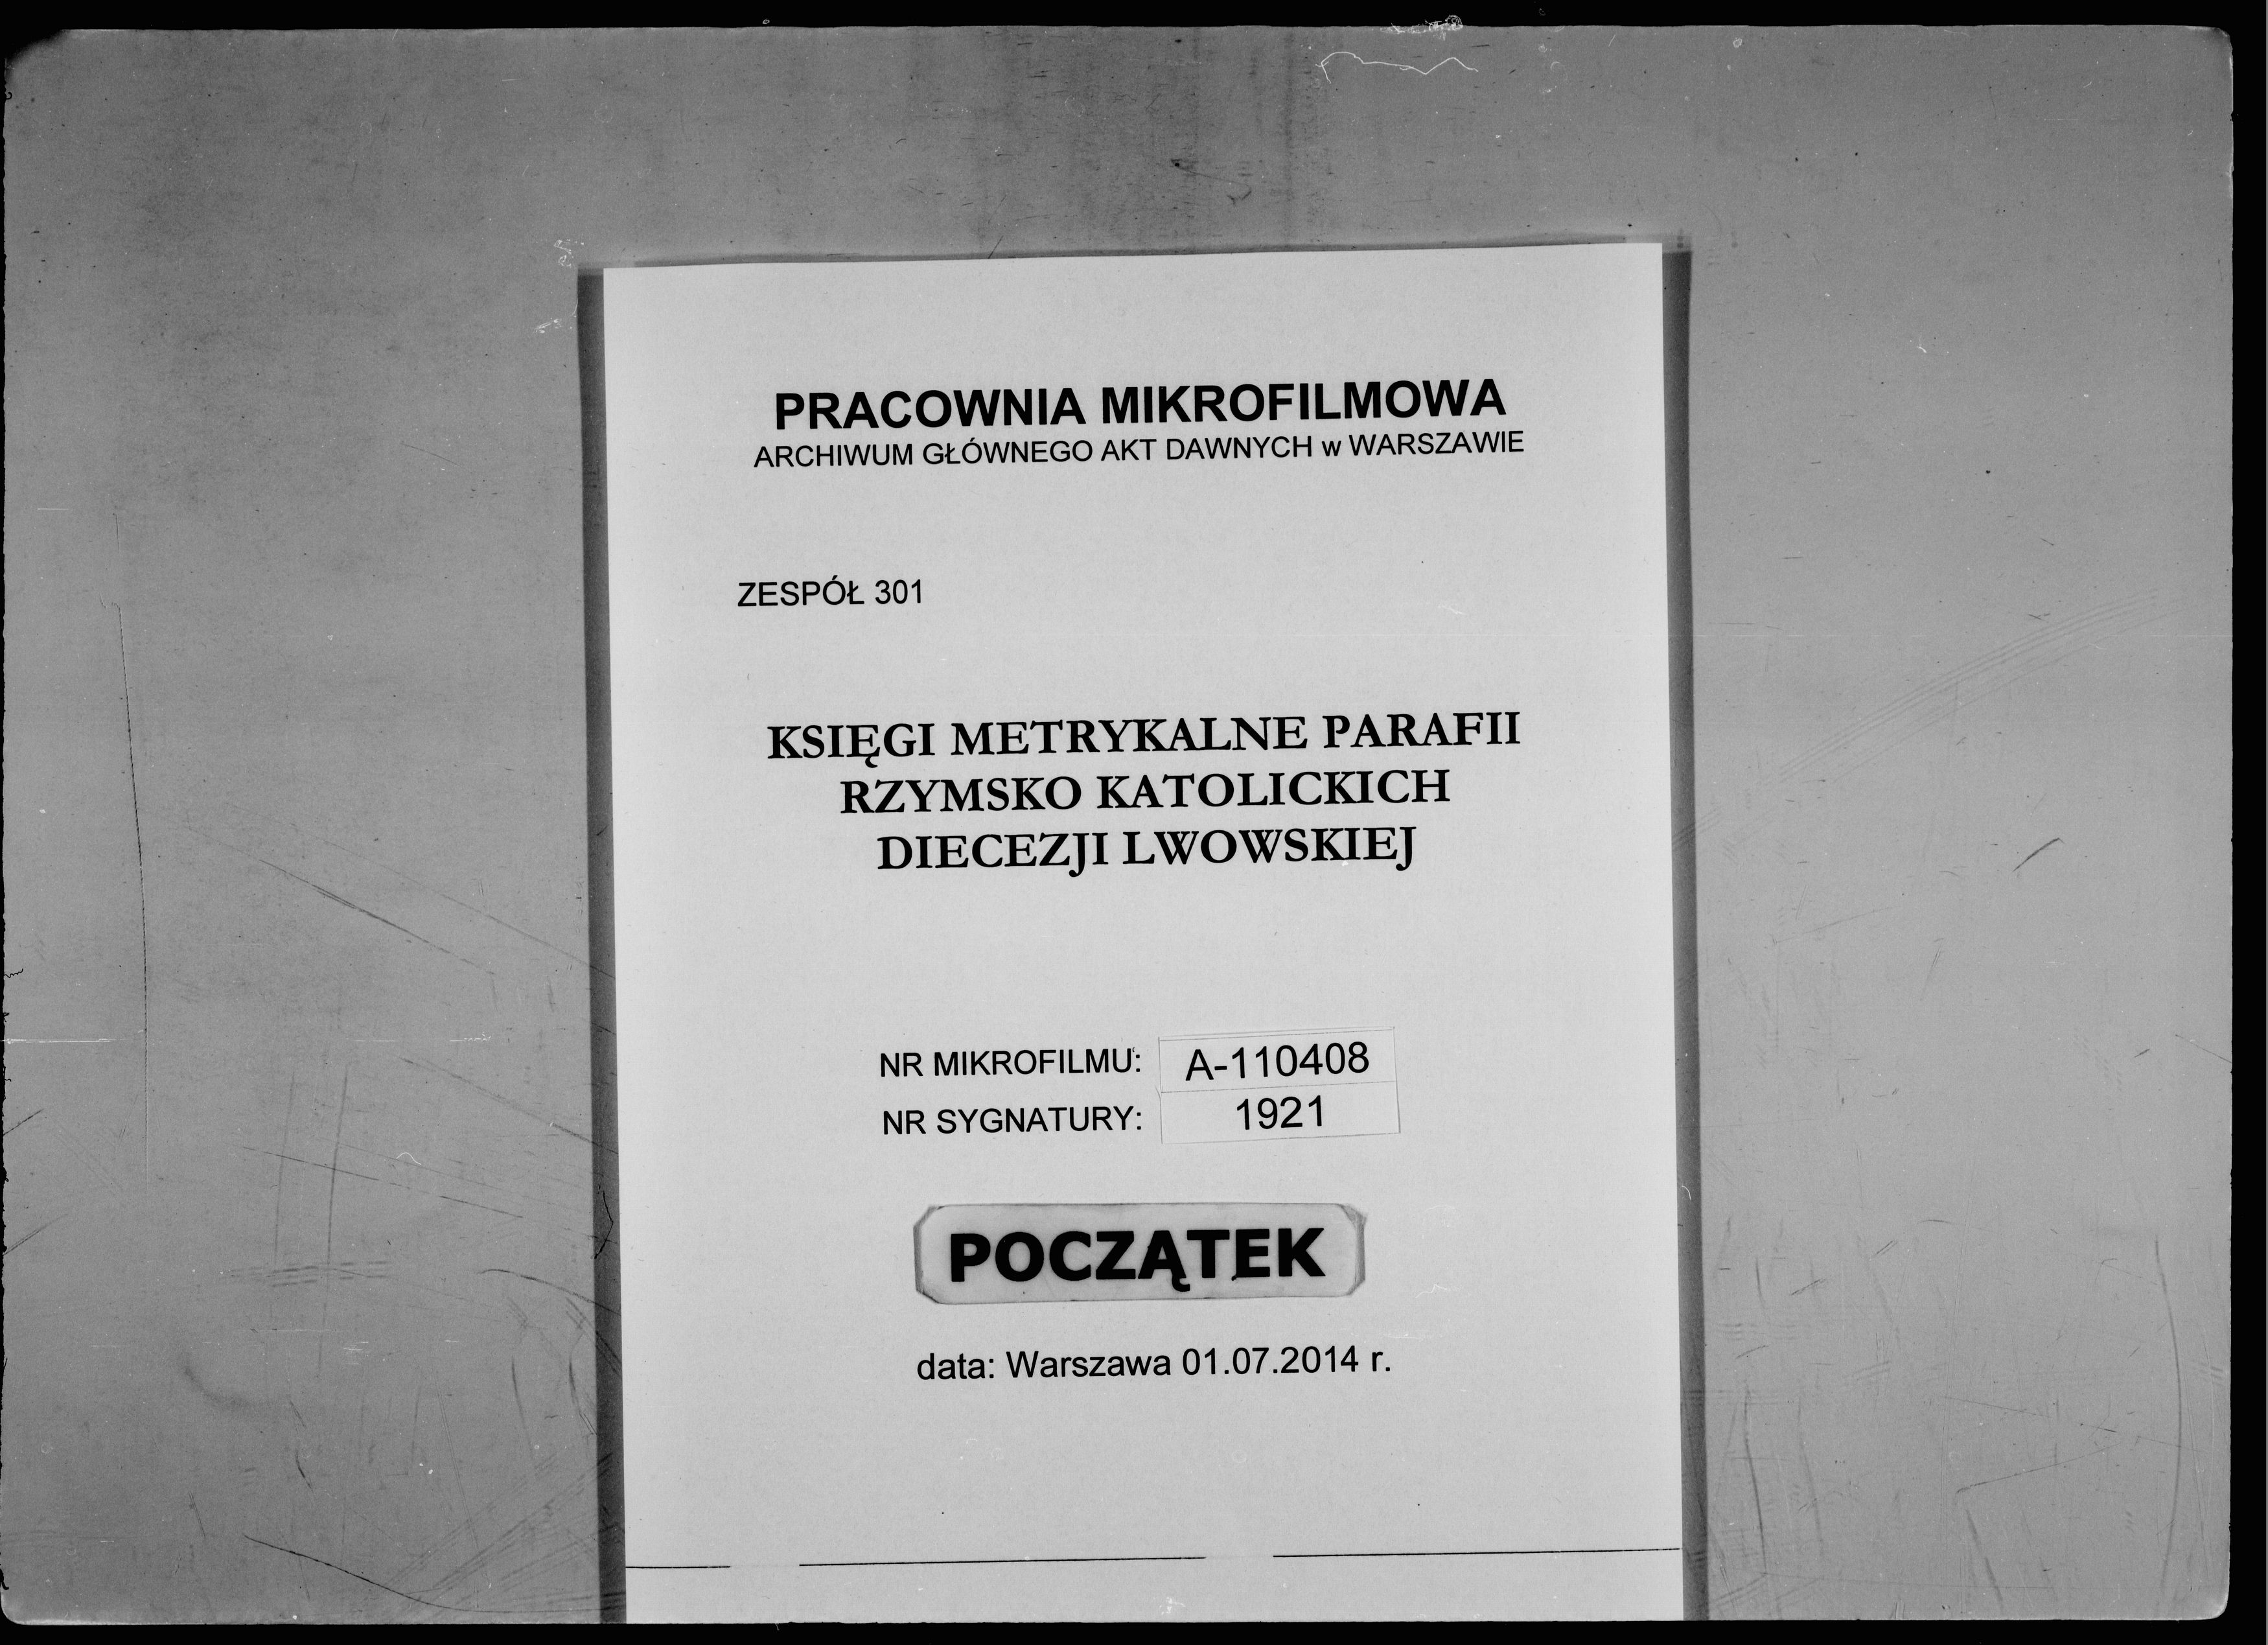 PRACOWNIA MIKROFILMOWA
ARCHIWUM GŁÓWNEGO AKT DAWNYCH w WARSZAWIE
ZESPÓŁ 301
KSIĘGI METRYKALNE PARAFII
RZYMSKO KATOLICKICH
DIECEZJI LWOWSKIEJ
NR MIKROFILMU: A-110408
NR SYGNATURY: 1921
POCZĄTEK
data: Warszawa 01.07.2014 r.